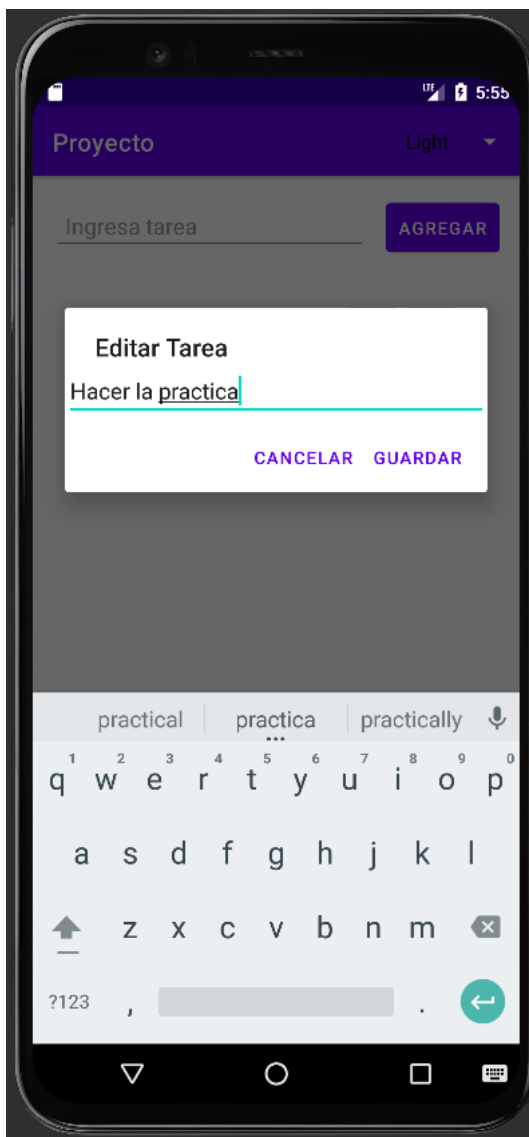 LTE 5:55
Proyecto Light
Ingresa tarea AGREGAR
Editar Tarea
Hacer la practica
CANCELAR GUARDAR
practical practica practically
1 2 3 4 5 6 7 8 9 0
q w e r t y u i o p
a s d f g h j k l
z x c v b n m
?123 , .